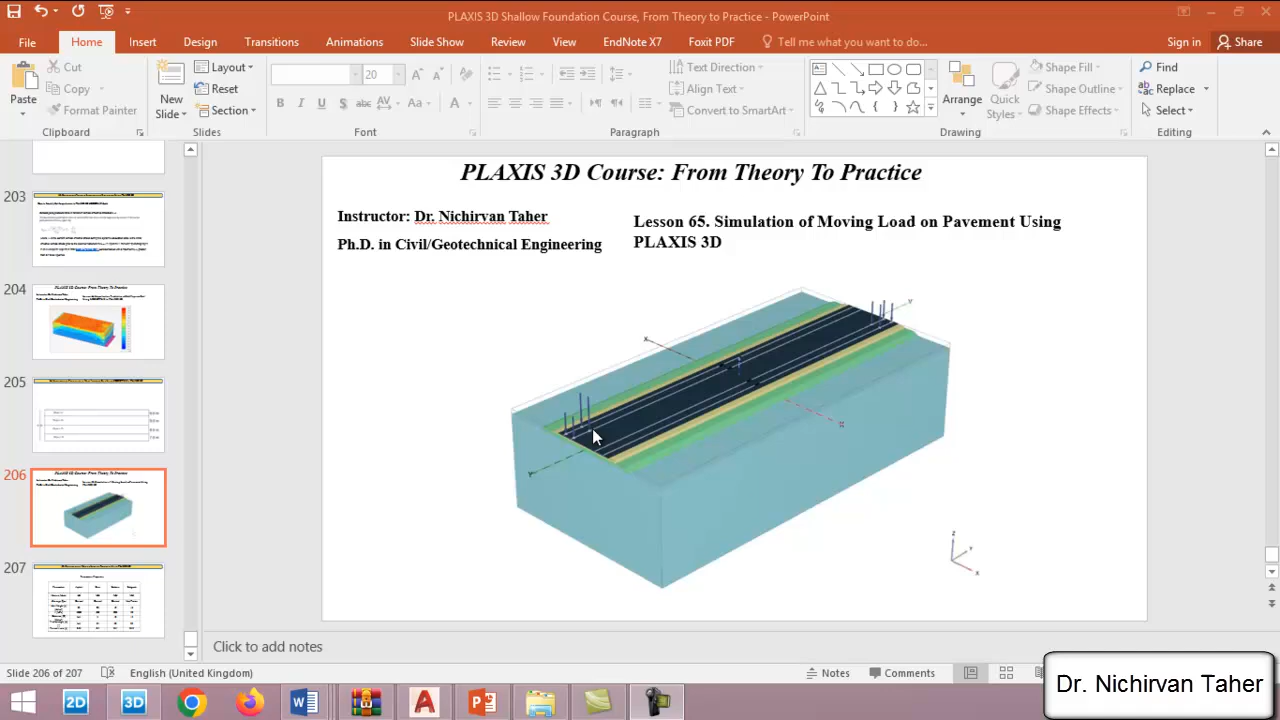 PLAXIS 3D Shallow Foundation Course, From Theory to Practice - PowerPoint
File Home Insert Design Transitions Animations Slide Show Review View EndNote X7 Foxit PDF Tell me what you want to do... Sign in Share
Cut
Copy
Format Painter
Paste
Clipboard
New
Slide
Layout
Reset
Section
Slides
20
B I U S abc AV Aa A
Font
Text Direction
Align Text
Convert to SmartArt
Paragraph
Arrange
Quick
Styles
Shape Fill
Shape Outline
Shape Effects
Drawing
Find
Replace
Select
Editing
203
204
205
206
207
PLAXIS 3D Course: From Theory To Practice
Instructor: Dr. Nichirvan Taher
Ph.D. in Civil/Geotechnical Engineering
Lesson 65. Simulation of Moving Load on Pavement Using
PLAXIS 3D
Click to add notes
Slide 206 of 207 English (United Kingdom) Notes Comments
2D 3D
Dr. Nichirvan Taher